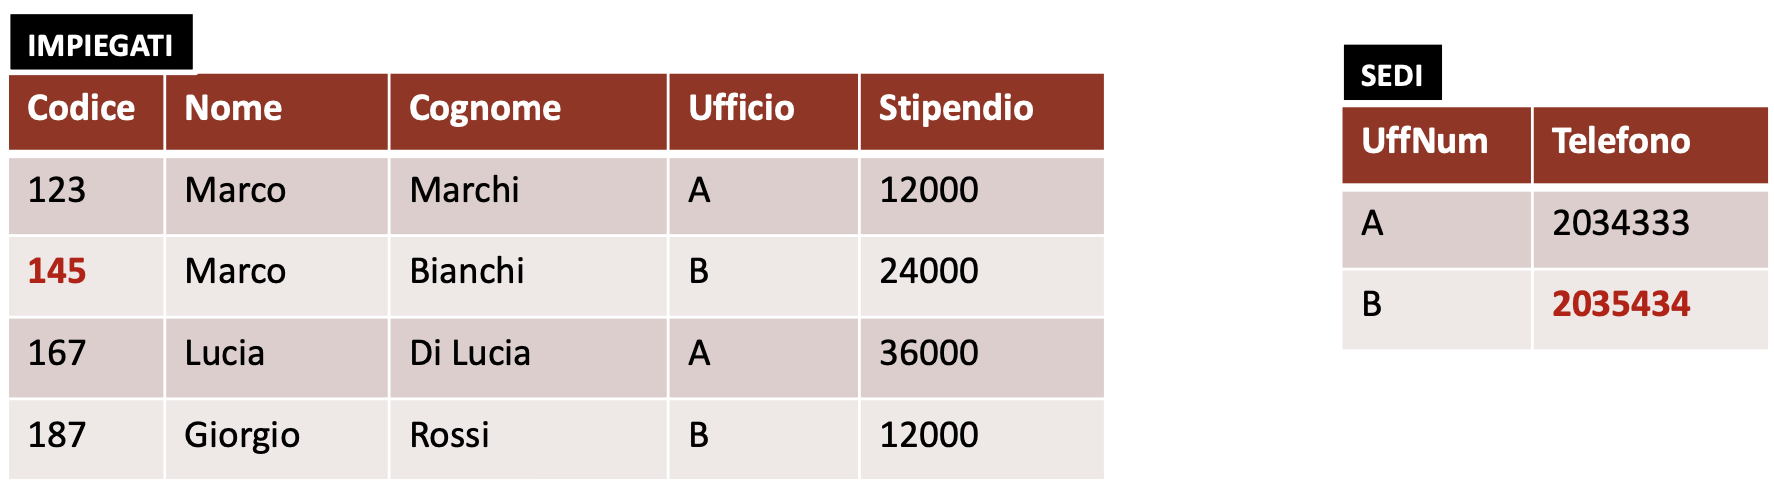 IMPIEGATI
Codice Nome Cognome Ufficio Stipendio
123 Marco Marchi A 12000
145 Marco Bianchi B 24000
167 Lucia Di Lucia A 36000
187 Giorgio Rossi B 12000
SEDI
UffNum Telefono
A 2034333
B 2035434